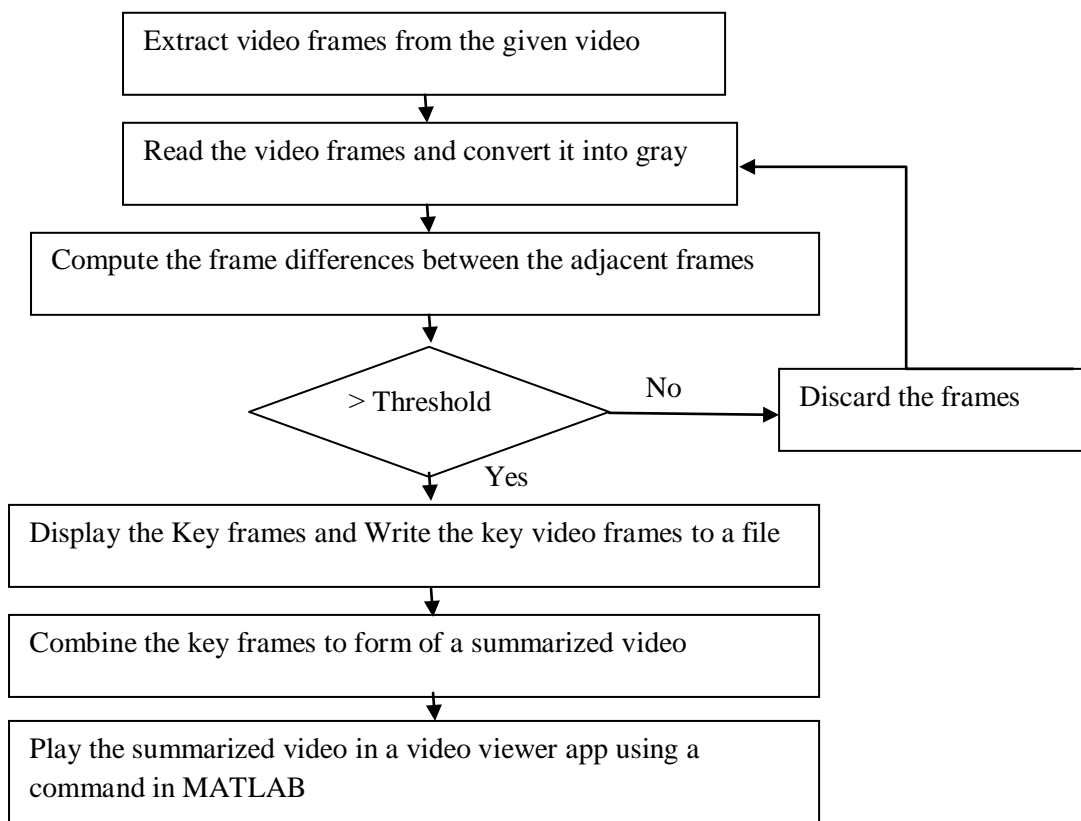 Extract video frames from the given video
Read the video frames and convert it into gray
Compute the frame differences between the adjacent frames
> Threshold
No
Discard the frames
Yes
Display the Key frames and Write the key video frames to a file
Combine the key frames to form of a summarized video
Play the summarized video in a video viewer app using a
command in MATLAB